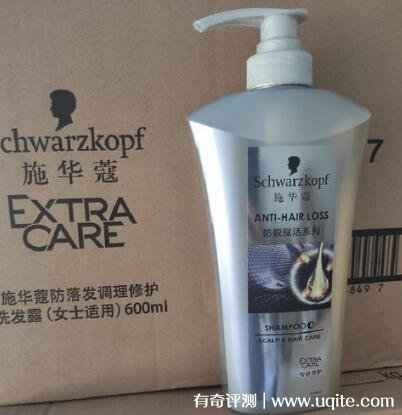 Schwarzkopf
施华蔻
EXTRA
CARE
施华蔻防落发调理修护
洗发露(女士适用)600ml
7
8497
Schwarzkopf
施华蔻
ANTI-HAIR LOSS
防脱赋活系列
SHAMPOO
SCALP & HAIR CARE
EXTRA
CARE
有奇评测 | www.uqite.com